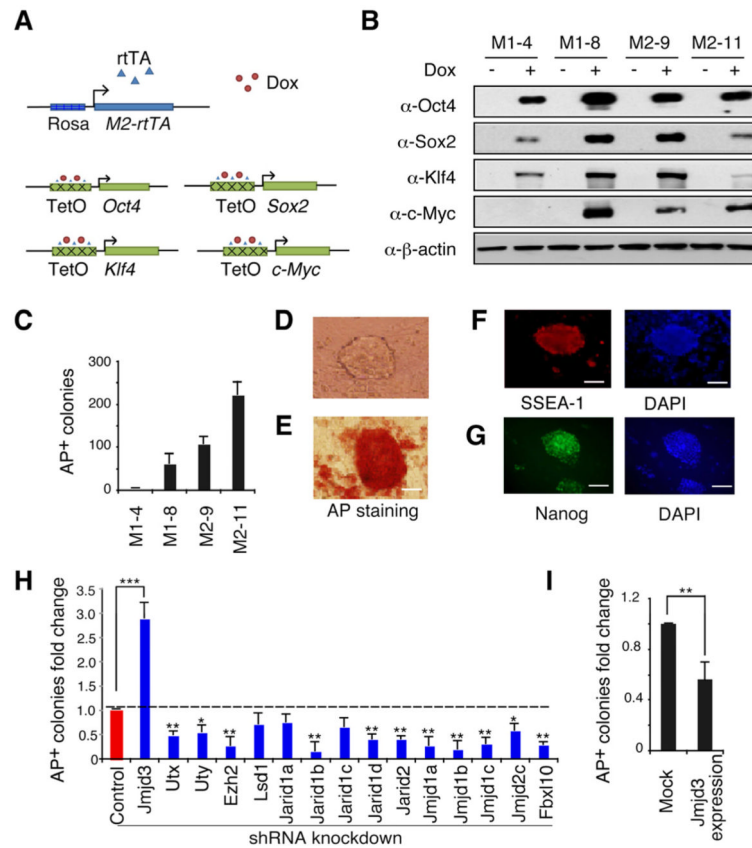 A
rtTA
Dox
Rosa M2-rtTA
TetO Oct4 TetO Sox2
TetO Klf4 TetO c-Myc
B
M1-4 M1-8 M2-9 M2-11
Dox - + - + - + - +
α-Oct4
α-Sox2
α-Klf4
α-c-Myc
α-β-actin
C
AP+ colonies
300
200
100
0
M1-4 M1-8 M2-9 M2-11
D
E
AP staining
F
SSEA-1 DAPI
G
Nanog DAPI
H
AP+ colonies fold change
3.5
3.0
2.5
2.0
1.5
1.0
0.5
0
***
** * ** ** ** ** ** ** ** * **
Control Jmjd3 Utx Uty Ezh2 Lsd1 Jarid1a Jarid1b Jarid1c Jarid1d Jarid2 Jmjd1a Jmjd1b Jmjd1c Jmjd2c Fbxl10
shRNA knockdown
I
AP+ colonies fold change
1.2
0.8
0.4
0
**
Mock Jmjd3 expression